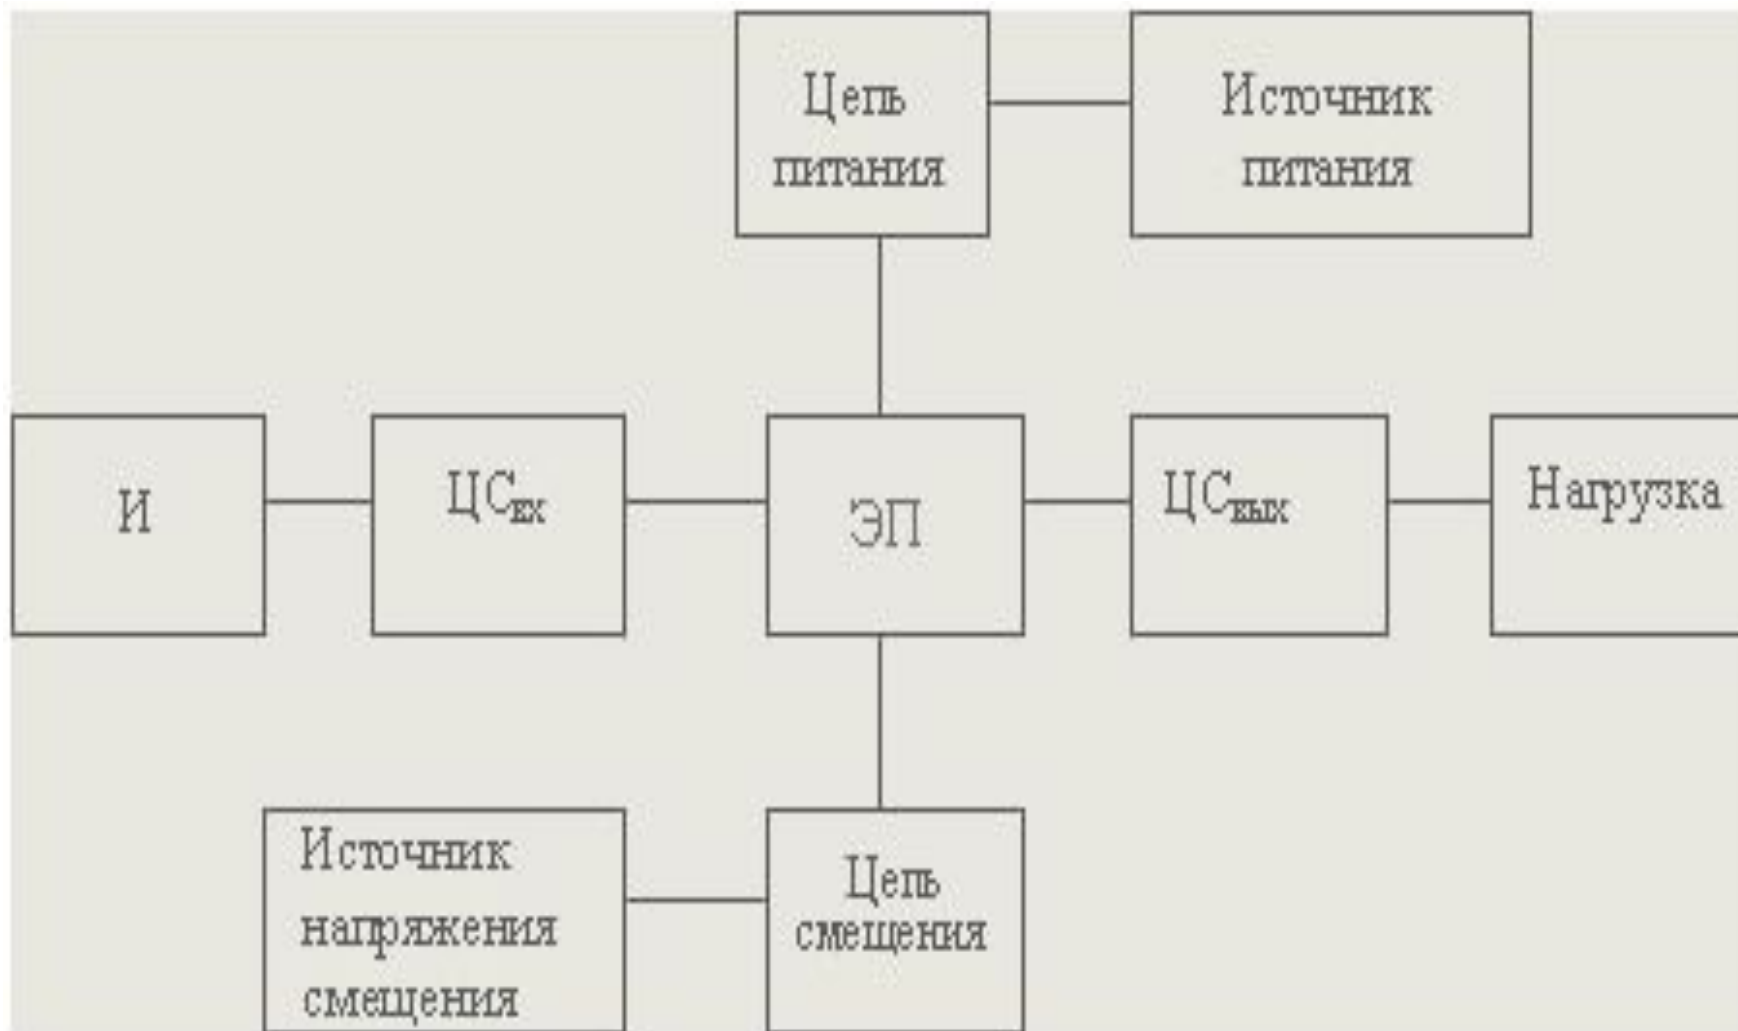 Цепь
питания
Источник
питания
И
ЦСвх
ЭП
ЦСвых
Нагрузка
Источник
напряжения
смещения
Цепь
смещения